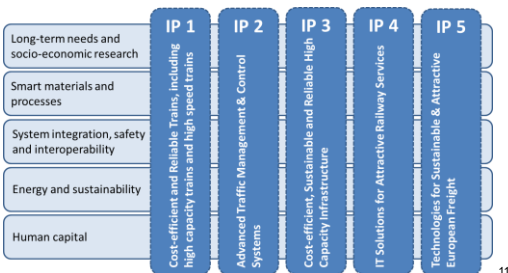 Long-term needs and
socio-economic research
Smart materials and
processes
System integration, safety
and interoperability
Energy and sustainability
Human capital
IP 1
Cost-efficient and Reliable Trains, including
high capacity trains and high speed trains
IP 2
Advanced Traffic Management & Control
Systems
IP 3
Cost-efficient, Sustainable and Reliable High
Capacity Infrastructure
IP 4
IT Solutions for Attractive Railway Services
IP 5
Technologies for Sustainable & Attractive
European Freight
11